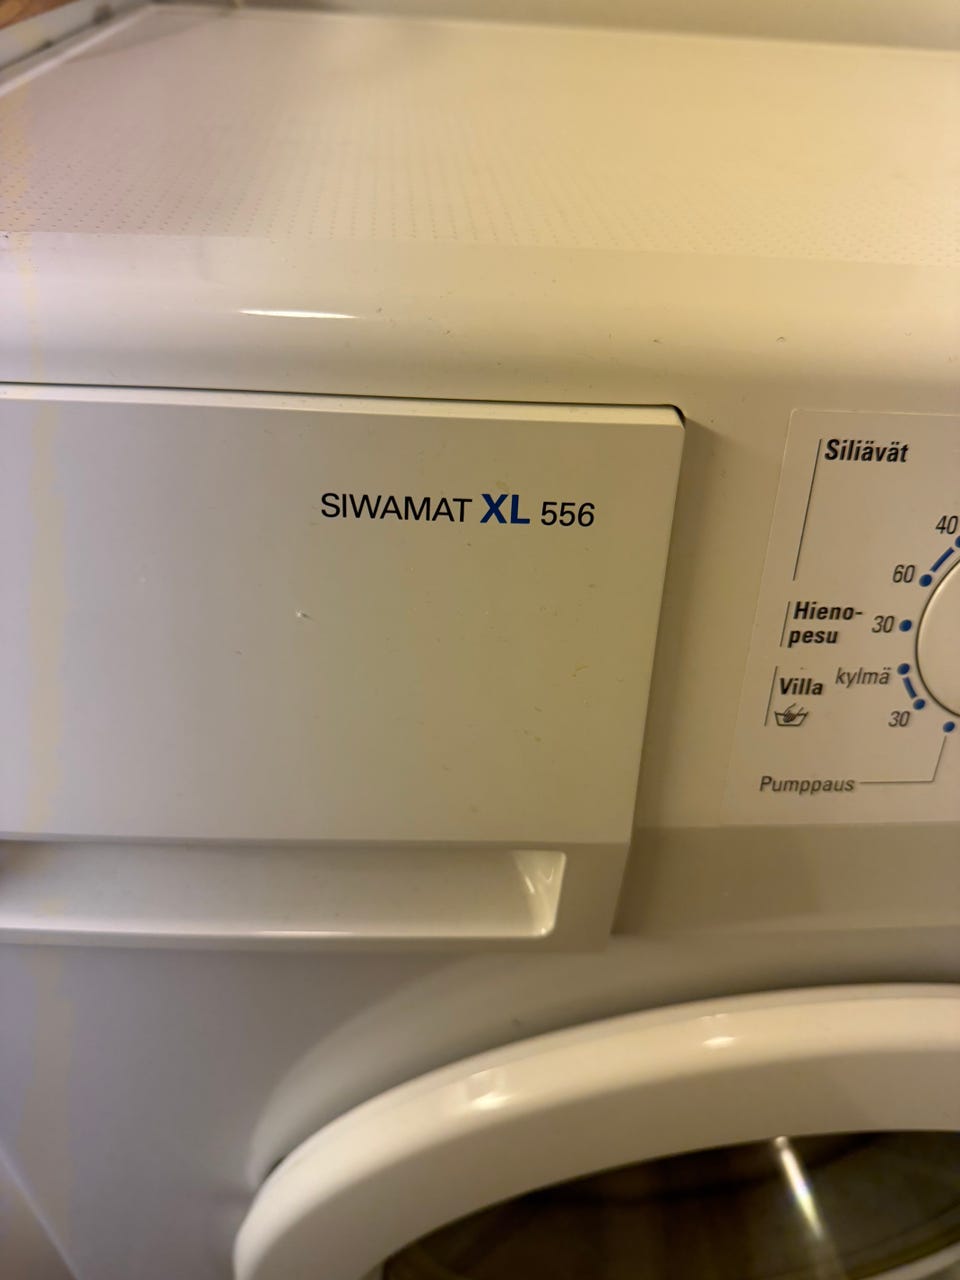 SIWAMAT XL 556
Siliävät
40
60
Hieno-
pesu 30
kylmä
Villa
30
Pumppaus